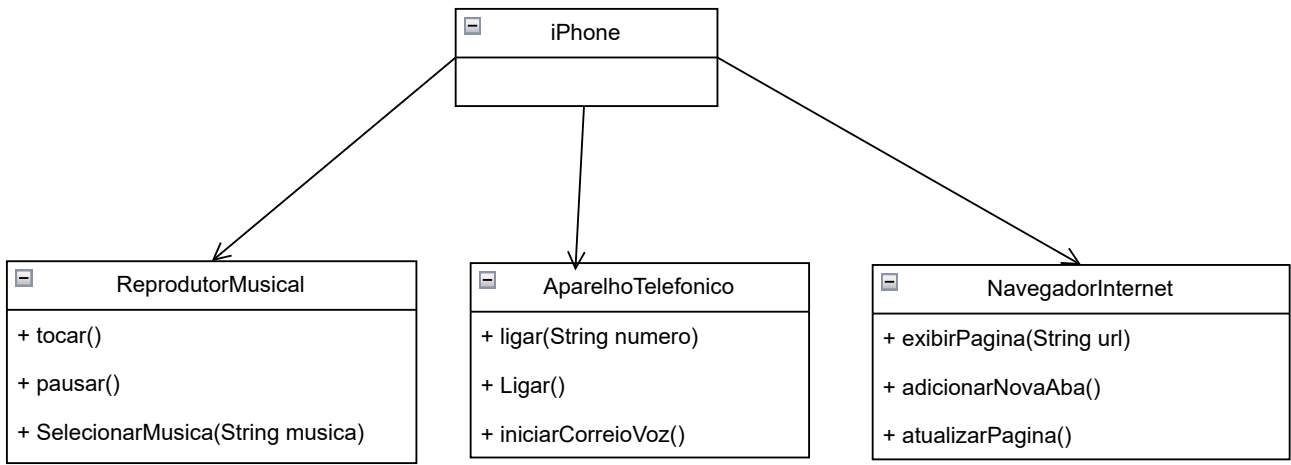 iPhone
ReprodutorMusical
+ tocar()
+ pausar()
+ SelecionarMusica(String musica)
AparelhoTelefonico
+ ligar(String numero)
+ Ligar()
+ iniciarCorreioVoz()
NavegadorInternet
+ exibirPagina(String url)
+ adicionarNovaAba()
+ atualizarPagina()